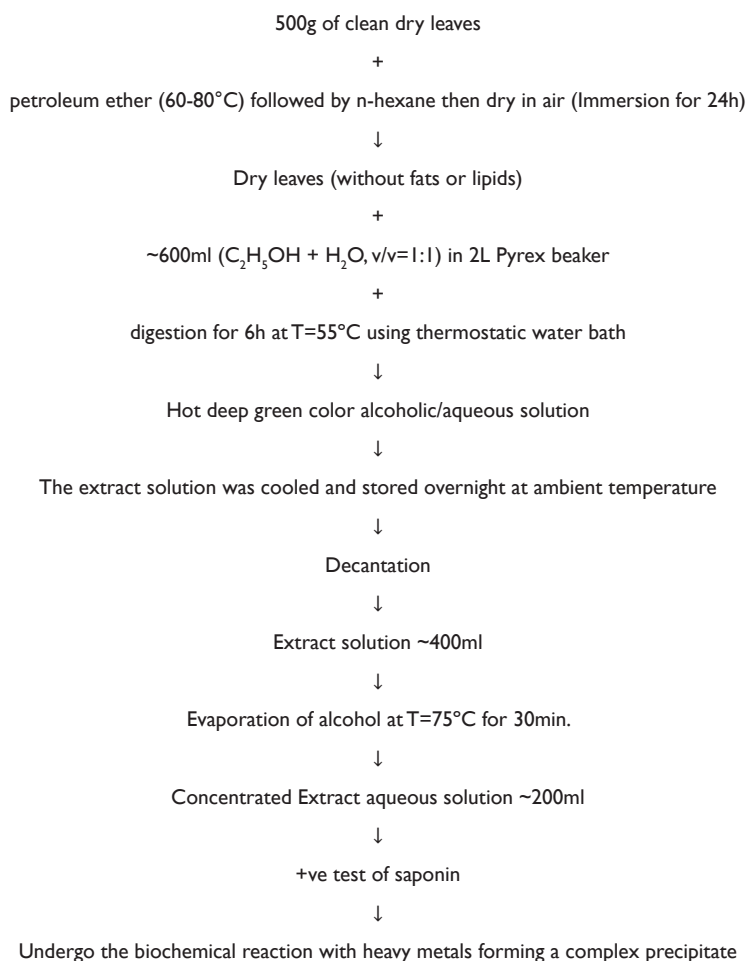 500g of clean dry leaves
+
petroleum ether (60-80°C) followed by n-hexane then dry in air (Immersion for 24h)
↓
Dry leaves (without fats or lipids)
+
~600ml (C₂H₅OH + H₂O, v/v=1:1) in 2L Pyrex beaker
+
digestion for 6h at T=55ºC using thermostatic water bath
↓
Hot deep green color alcoholic/aqueous solution
↓
The extract solution was cooled and stored overnight at ambient temperature
↓
Decantation
↓
Extract solution ~400ml
↓
Evaporation of alcohol at T=75ºC for 30min.
↓
Concentrated Extract aqueous solution ~200ml
↓
+ve test of saponin
↓
Undergo the biochemical reaction with heavy metals forming a complex precipitate